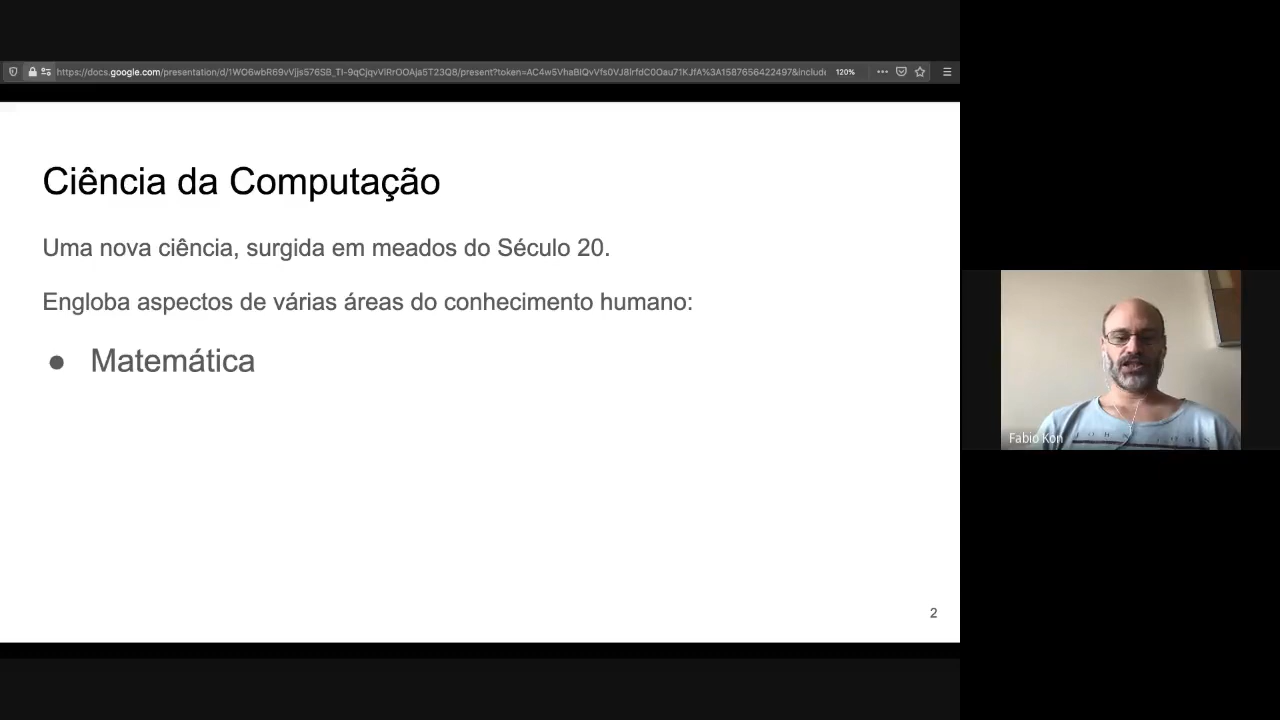 120%
Ciência da Computação
Uma nova ciência, surgida em meados do Século 20.
Engloba aspectos de várias áreas do conhecimento humano:
● Matemática
Fabio Kon
2